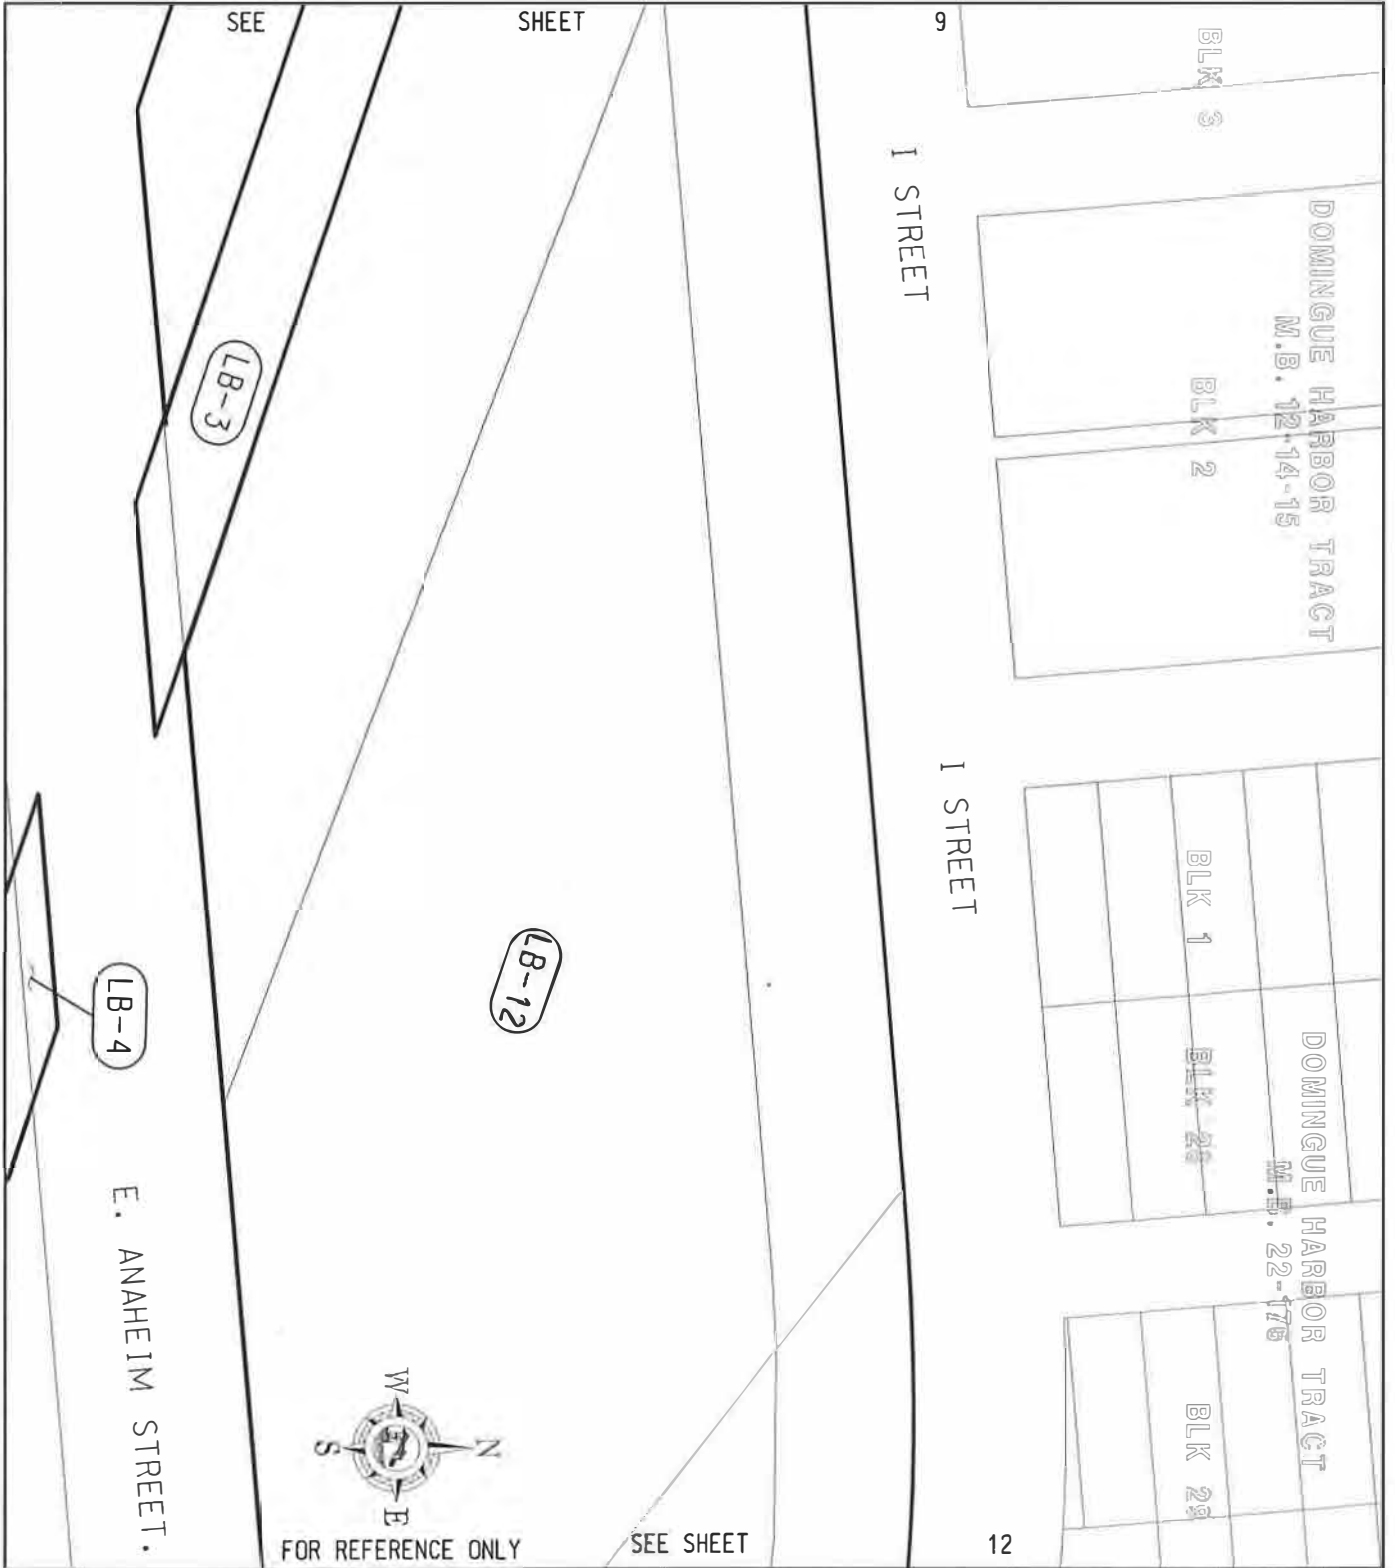 SEE SHEET 9
BLK 3
I STREET
DOMINGUE HARBOR TRACT
M.B. 12-14-15
BLK 2
LB-3
I STREET
BLK 1
LB-12
LB-4
DOMINGUE HARBOR TRACT
M.B. 22-176
BLK 29
E. ANAHEIM STREET.
W
N
S
E
FOR REFERENCE ONLY
SEE SHEET 12